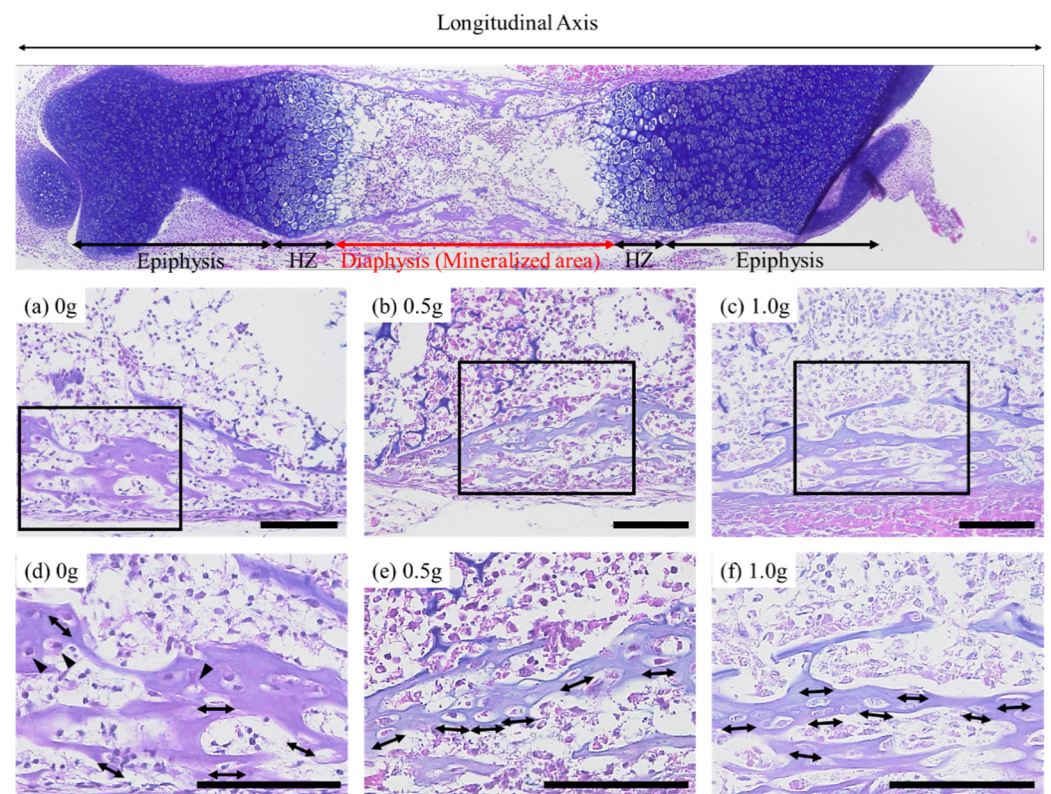 Longitudinal Axis
Epiphysis HZ Diaphysis (Mineralized area) HZ Epiphysis
(a) 0g (b) 0.5g (c) 1.0g
(d) 0g (e) 0.5g (f) 1.0g